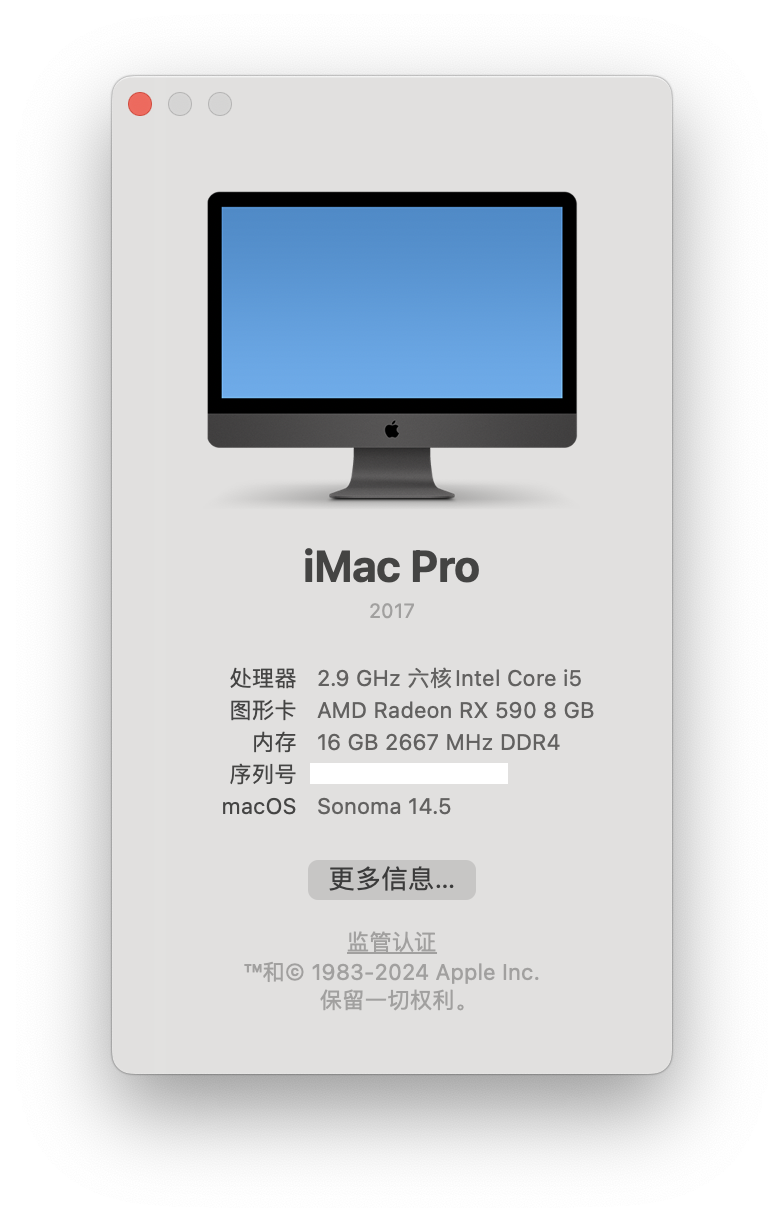 iMac Pro
2017
处理器 2.9 GHz 六核Intel Core i5
图形卡 AMD Radeon RX 590 8 GB
内存 16 GB 2667 MHz DDR4
序列号
macOS Sonoma 14.5
更多信息...
监管认证
™和© 1983-2024 Apple Inc.
保留一切权利。